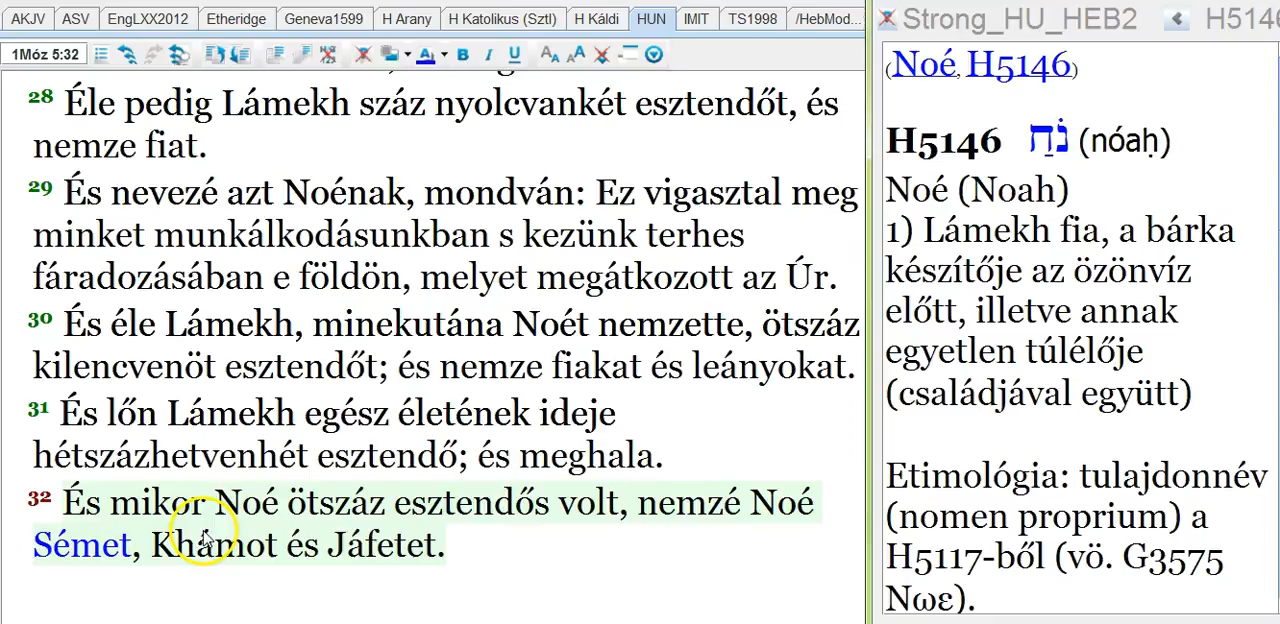 AKJV ASV EngLXX2012 Etheridge Geneva1599 H Arany H Katolikus (Sztl) H Káldi HUN IMIT TS1998 /HebMod...
Strong_HU_HEB2 H5146
1Móz 5:32
28 Éle pedig Lámekh száz nyolcvankét esztendőt, és
nemze fiat.
29 És nevezé azt Noénak, mondván: Ez vigasztal meg
minket munkálkodásunkban s kezünk terhes
fáradozásában e földön, melyet megátkozott az Úr.
30 És éle Lámekh, minekutána Noét nemzette, ötszáz
kilencvenöt esztendőt; és nemze fiakat és leányokat.
31 És lőn Lámekh egész életének ideje
hétszázhetvenhét esztendő; és meghala.
32 És mikor Noé ötszáz esztendős volt, nemzé Noé
Sémet, Khámot és Jáfetet.
(Noé, H5146)
H5146 נֹחַ (nóaḥ)
Noé (Noah)
1) Lámekh fia, a bárka
készítője az özönvíz
előtt, illetve annak
egyetlen túlélője
(családjával együtt)
Etimológia: tulajdonnév
(nomen proprium) a
H5117-ből (vö. G3575
Νωε).